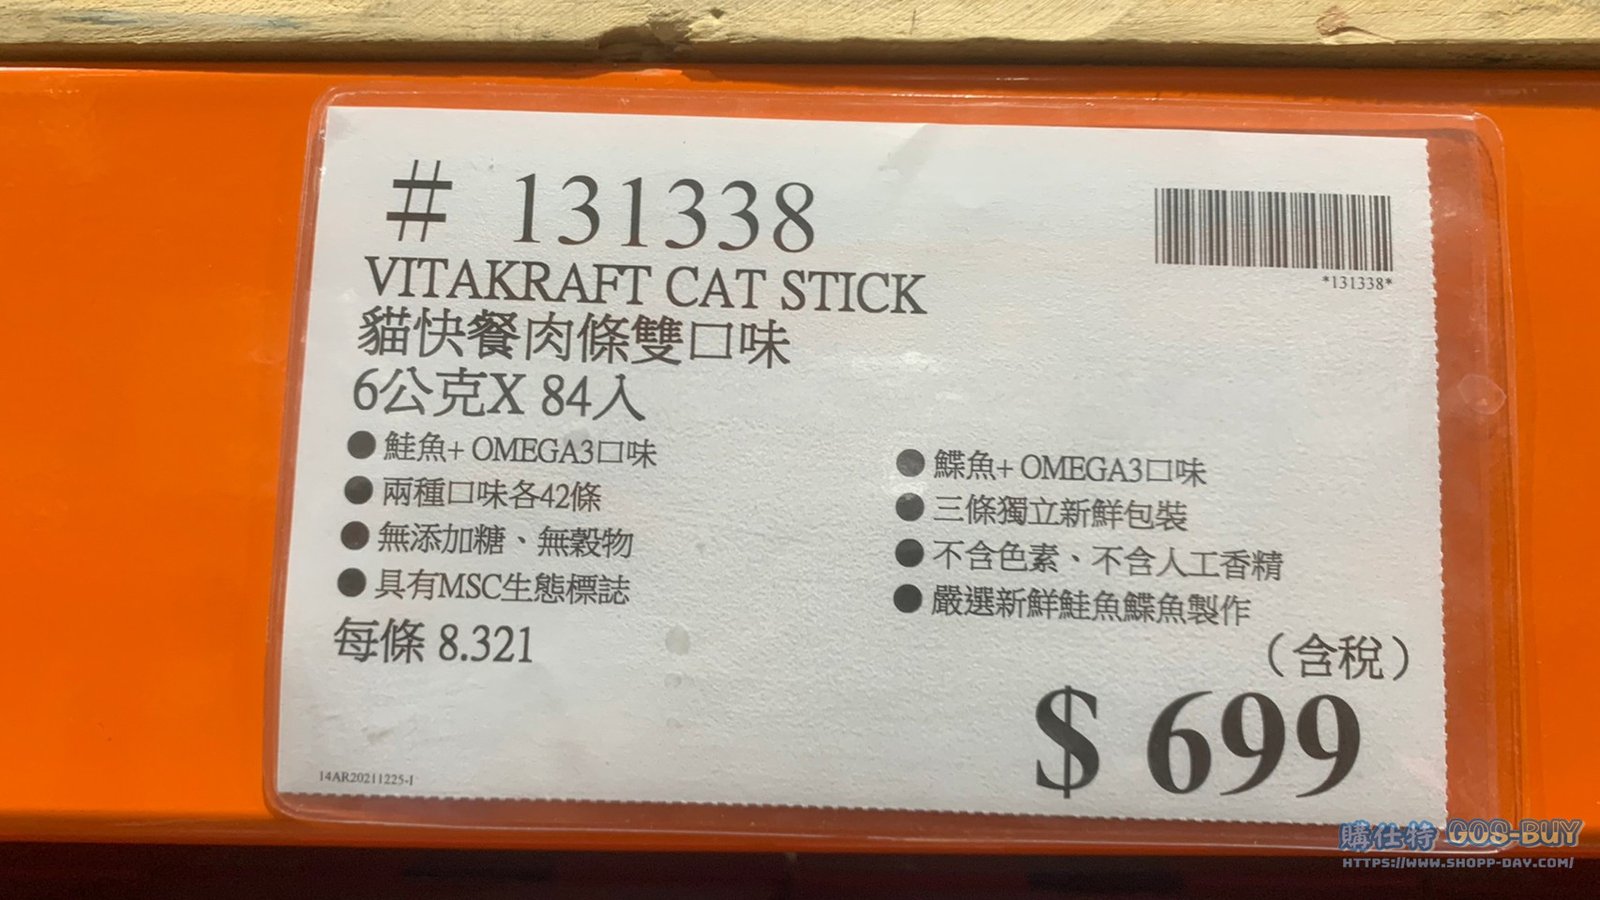 # 131338
*131338*
VITAKRAFT CAT STICK
貓快餐肉條雙口味
6公克X 84入
●鮭魚+ OMEGA3口味
●兩種口味各42條
●無添加糖、無穀物
●具有MSC生態標誌
●鰈魚+ OMEGA3口味
●三條獨立新鮮包裝
●不含色素、不含人工香精
●嚴選新鮮鮭魚鰈魚製作
每條 8.321
（含稅）
$ 699
14AR20211225-1
購仕特 GOS-BUY
HTTPS://WWW.SHOPP-DAY.COM/